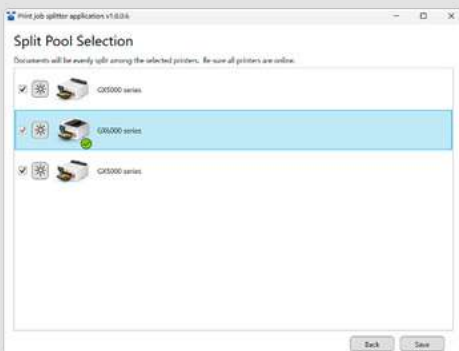 Print job splitter application v1.0.0.6
Split Pool Selection
Documents will be evenly split among the selected printers. Be sure all printers are online.
GX5000 series
GX6000 series
GX5000 series
Back
Save